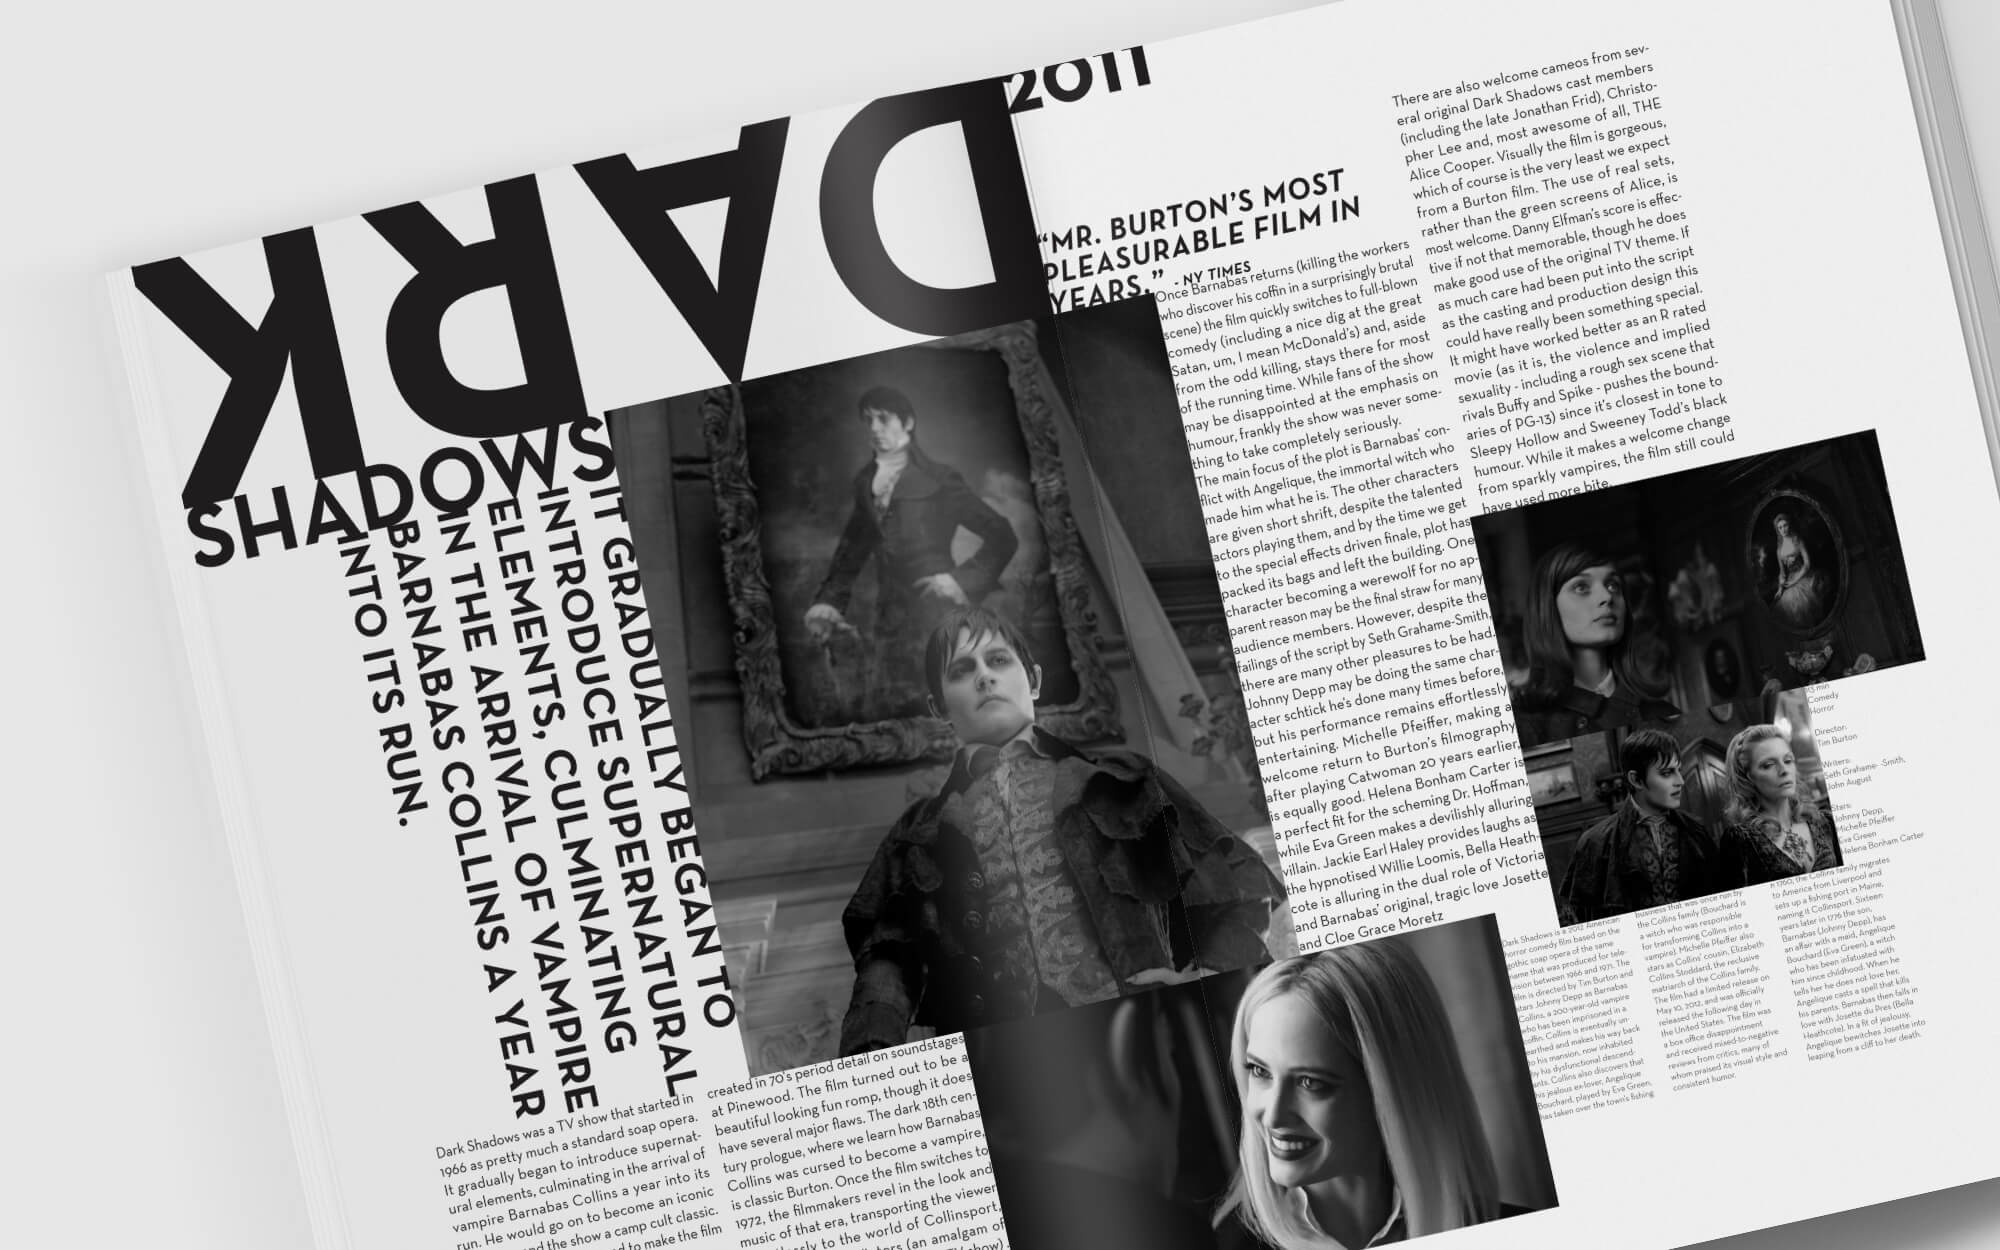 DARK
SHADOWS
2011
IT GRADUALLY BEGAN TO
INTRODUCE SUPERNATURAL
ELEMENTS, CULMINATING
IN THE ARRIVAL OF VAMPIRE
BARNABAS COLLINS A YEAR
INTO ITS RUN.
Dark Shadows was a TV show that started in
1966 as pretty much a standard soap opera.
It gradually began to introduce supernat-
ural elements, culminating in the arrival of
vampire Barnabas Collins a year into its
run. He would go on to become an iconic
and the show a camp cult classic.
to make the film
created in 70's period detail on soundstages
at Pinewood. The film turned out to be a
beautiful looking fun romp, though it does
have several major flaws. The dark 18th cen-
tury prologue, where we learn how Barnabas
Collins was cursed to become a vampire,
is classic Burton. Once the film switches to
1972, the filmmakers revel in the look and
music of that era, transporting the viewer
to the world of Collinsport,
(an amalgam of
"MR. BURTON'S MOST
PLEASURABLE FILM IN
YEARS." - NY TIMES
Once Barnabas returns (killing the workers
who discover his coffin in a surprisingly brutal
scene) the film quickly switches to full-blown
comedy (including a nice dig at the great
Satan, um, I mean McDonald's) and, aside
from the odd killing, stays there for most
of the running time. While fans of the show
may be disappointed at the emphasis on
humour, frankly the show was never some-
thing to take completely seriously.
The main focus of the plot is Barnabas' con-
flict with Angelique, the immortal witch who
made him what he is. The other characters
are given short shrift, despite the talented
actors playing them, and by the time we get
to the special effects driven finale, plot has
packed its bags and left the building. One
character becoming a werewolf for no ap-
parent reason may be the final straw for many
audience members. However, despite the
failings of the script by Seth Grahame-Smith,
there are many other pleasures to be had.
Johnny Depp may be doing the same char-
acter schtick he's done many times before,
but his performance remains effortlessly
entertaining. Michelle Pfeiffer, making a
welcome return to Burton's filmography
after playing Catwoman 20 years earlier,
is equally good. Helena Bonham Carter is
a perfect fit for the scheming Dr. Hoffman,
while Eva Green makes a devilishly alluring
villain. Jackie Earl Haley provides laughs as
the hypnotised Willie Loomis, Bella Heath-
cote is alluring in the dual role of Victoria
and Barnabas' original, tragic love Josette
and Cloe Grace Moretz
There are also welcome cameos from sev-
eral original Dark Shadows cast members
(including the late Jonathan Frid), Christo-
pher Lee and, most awesome of all, THE
Alice Cooper. Visually the film is gorgeous,
which of course is the very least we expect
from a Burton film. The use of real sets,
rather than the green screens of Alice, is
most welcome. Danny Elfman's score is effec-
tive if not that memorable, though he does
make good use of the original TV theme. If
as much care had been put into the script
as the casting and production design this
could have really been something special.
It might have worked better as an R rated
movie (as it is, the violence and implied
sexuality - including a rough sex scene that
rivals Buffy and Spike - pushes the bound-
aries of PG-13) since it's closest in tone to
Sleepy Hollow and Sweeney Todd's black
humour. While it makes a welcome change
from sparkly vampires, the film still could
have used more bite.
min
Comedy
Horror
Director:
Tim Burton
Writers:
Seth Grahame- -Smith,
John August
Stars:
Johnny Depp,
Michelle Pfeiffer
Eva Green
Helena Bonham Carter
Dark Shadows is a 2012 American
horror comedy film based on the
gothic soap opera of the same
name that was produced for tele-
vision between 1966 and 1971. The
film is directed by Tim Burton and
stars Johnny Depp as Barnabas
Collins, a 200-year-old vampire
who has been imprisoned in a
coffin. Collins is eventually un-
earthed and makes his way back
to his mansion, now inhabited
by his dysfunctional descend-
ants. Collins also discovers that
his jealous ex-lover, Angelique
Bouchard, played by Eva Green,
has taken over the town's fishing
business that was once run by
the Collins family (Bouchard is
a witch who was responsible
for transforming Collins into a
vampire). Michelle Pfeiffer also
stars as Collins' cousin, Elizabeth
Collins Stoddard, the reclusive
matriarch of the Collins family.
The film had a limited release on
May 10, 2012, and was officially
released the following day in
the United States. The film was
a box office disappointment
and received mixed-to-negative
reviews from critics, many of
whom praised its visual style and
consistent humor.
In 1760, the Collins family migrates
to America from Liverpool and
sets up a fishing port in Maine,
naming it Collinsport. Sixteen
years later in 1776 the son,
Barnabas (Johnny Depp), has
an affair with a maid, Angelique
Bouchard (Eva Green), a witch
who has been infatuated with
him since childhood. When he
tells her he does not love her,
Angelique casts a spell that kills
his parents. Barnabas then falls in
love with Josette du Pres (Bella
Heathcote). In a fit of jealousy,
Angelique bewitches Josette into
leaping from a cliff to her death.